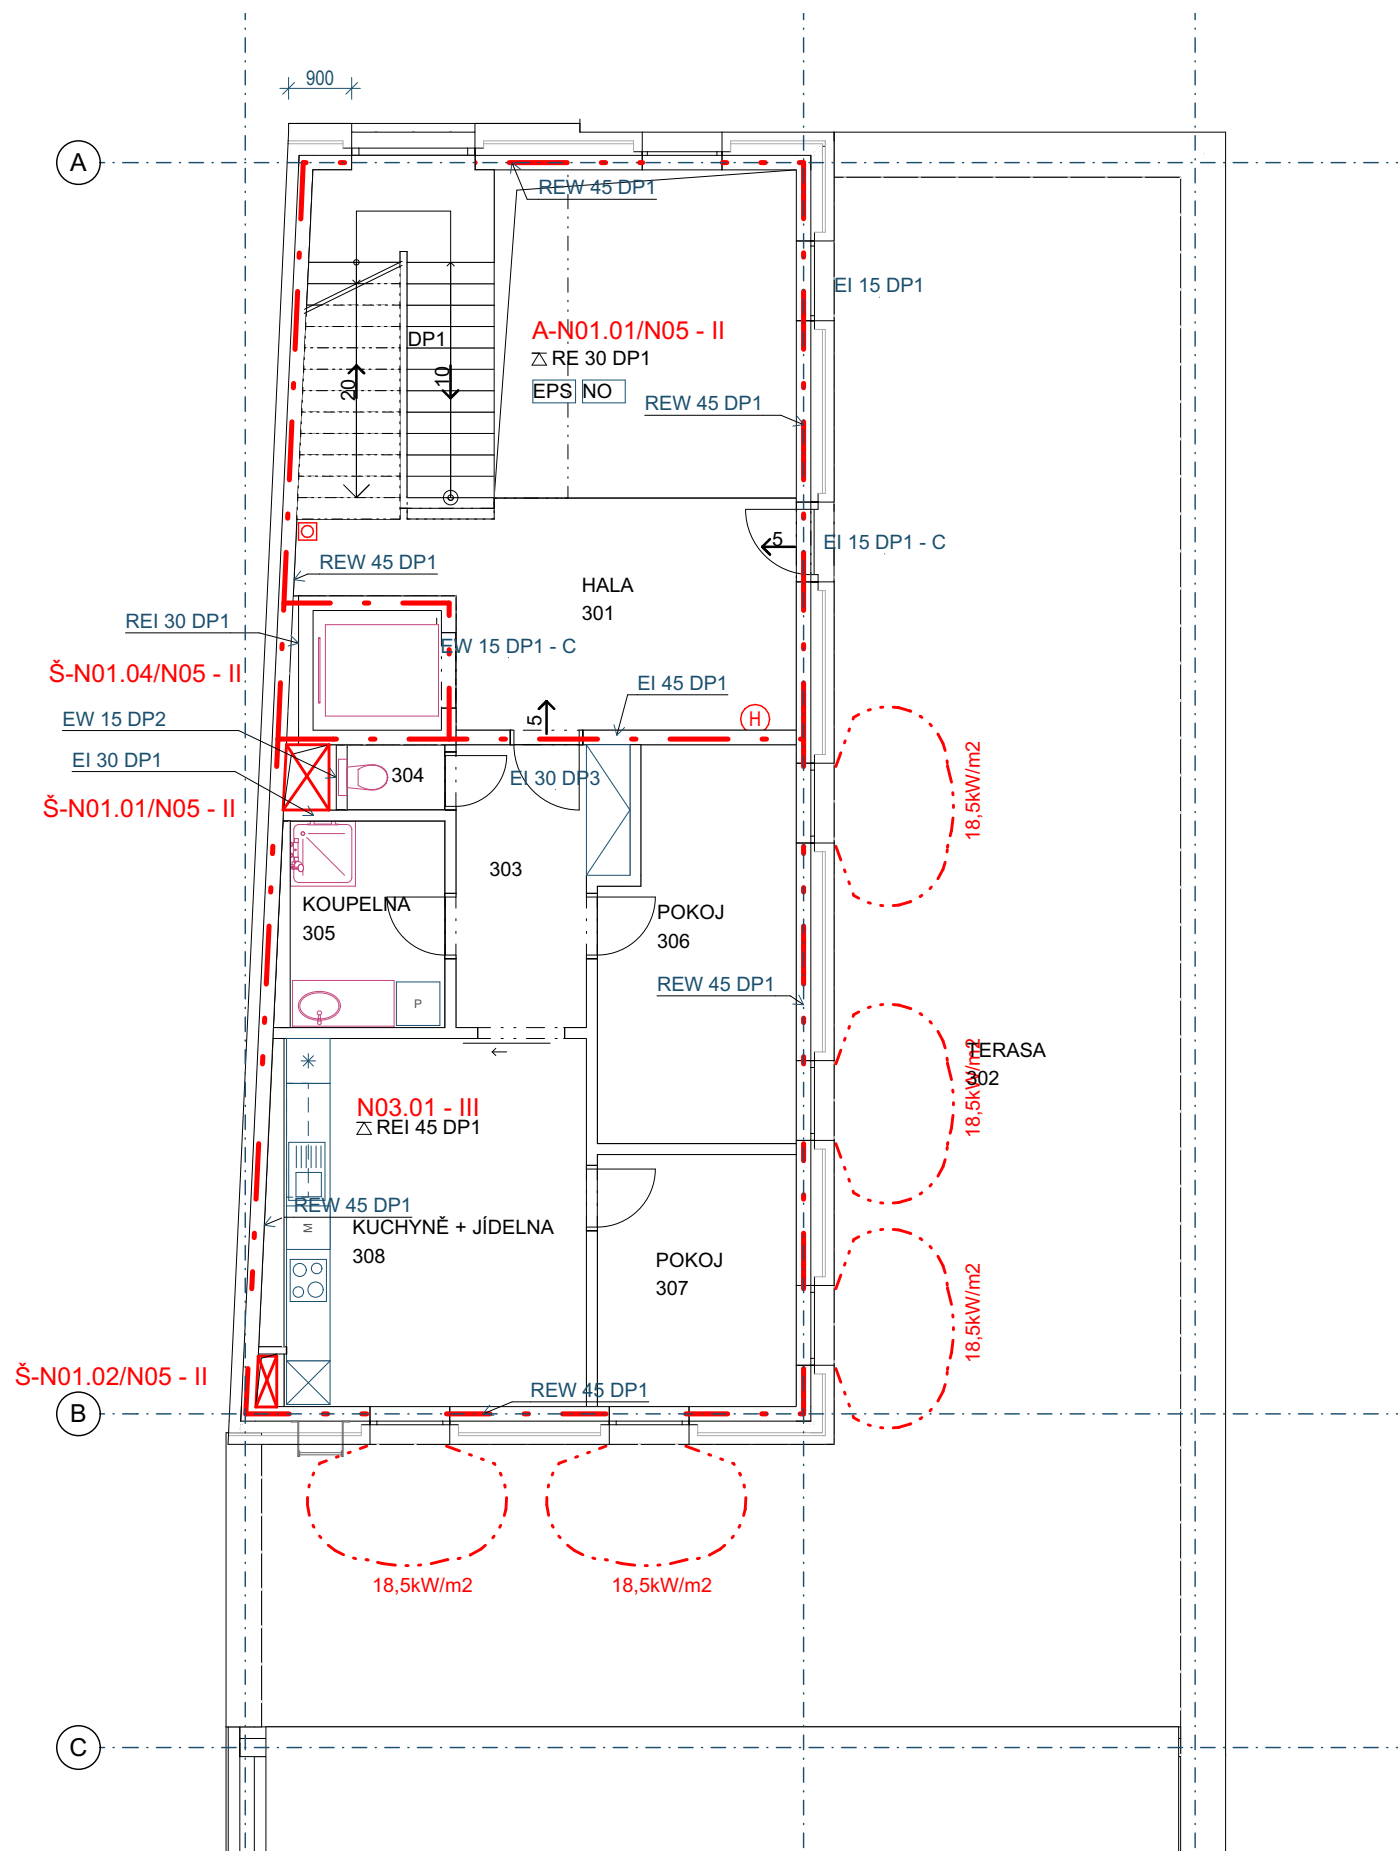 900
A
REW 45 DP1
EI 15 DP1
A-N01.01/N05 - II
DP1
RE 30 DP1
20
10
EPS NO
REW 45 DP1
5
EI 15 DP1 - C
REW 45 DP1
HALA
301
REI 30 DP1
EW 15 DP1 - C
Š-N01.04/N05 - II
EI 45 DP1
EW 15 DP2
5
H
EI 30 DP1
304
EI 30 DP3
18,5kW/m2
Š-N01.01/N05 - II
303
KOUPELNA
305
POKOJ
306
REW 45 DP1
P
TERASA
302
18,5kW/m2
N03.01 - III
REI 45 DP1
REW 45 DP1
M
KUCHYNĚ + JÍDELNA
308
POKOJ
307
18,5kW/m2
Š-N01.02/N05 - II
REW 45 DP1
B
18,5kW/m2
18,5kW/m2
C